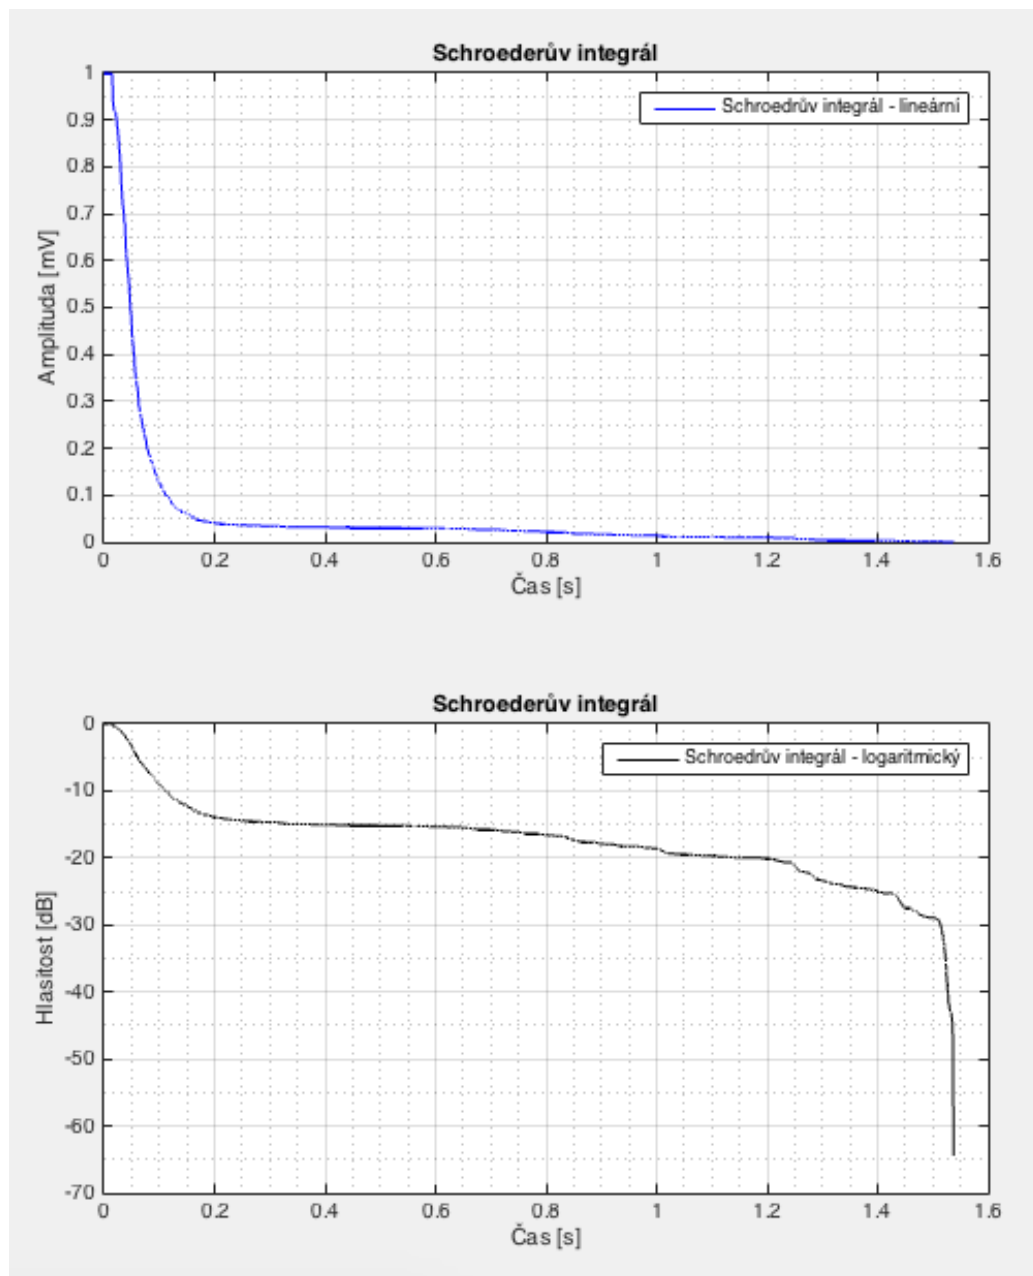 Schroederův integrál
1
0.9
0.8
0.7
0.6
0.5
0.4
0.3
0.2
0.1
0
Amplituda [mV]
Schroedrův integrál - lineární
0 0.2 0.4 0.6 0.8 1 1.2 1.4 1.6
Čas [s]
Schroederův integrál
0
-10
-20
-30
-40
-50
-60
-70
Hlasitost [dB]
Schroedrův integrál - logaritmický
0 0.2 0.4 0.6 0.8 1 1.2 1.4 1.6
Čas [s]